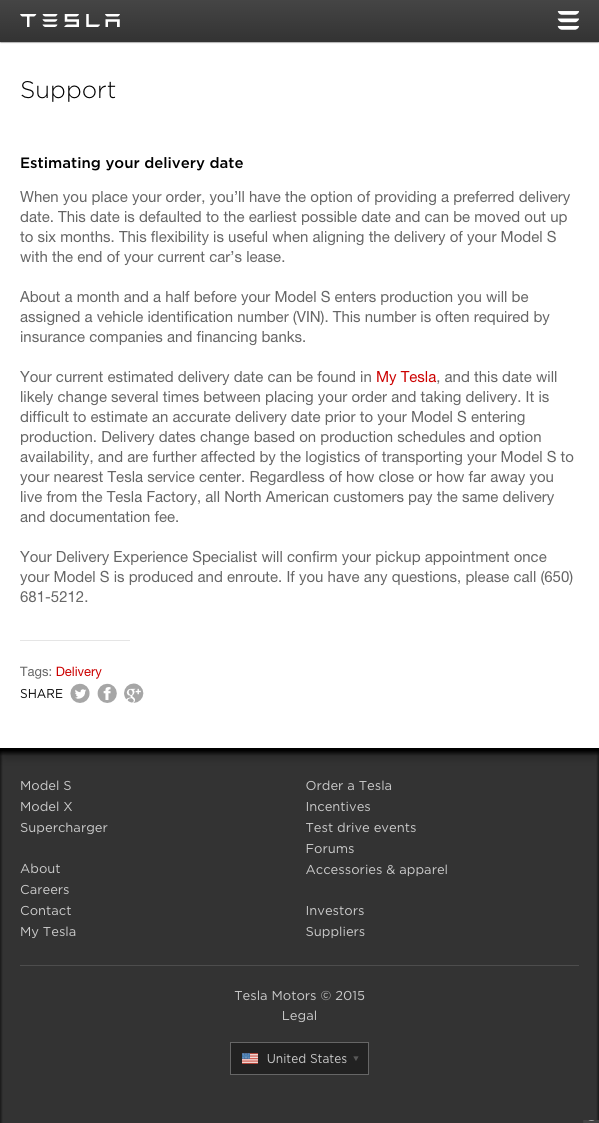 TESLA
Support
Estimating your delivery date
When you place your order, you’ll have the option of providing a preferred delivery
date. This date is defaulted to the earliest possible date and can be moved out up
to six months. This flexibility is useful when aligning the delivery of your Model S
with the end of your current car’s lease.
About a month and a half before your Model S enters production you will be
assigned a vehicle identification number (VIN). This number is often required by
insurance companies and financing banks.
Your current estimated delivery date can be found in My Tesla, and this date will
likely change several times between placing your order and taking delivery. It is
difficult to estimate an accurate delivery date prior to your Model S entering
production. Delivery dates change based on production schedules and option
availability, and are further affected by the logistics of transporting your Model S to
your nearest Tesla service center. Regardless of how close or how far away you
live from the Tesla Factory, all North American customers pay the same delivery
and documentation fee.
Your Delivery Experience Specialist will confirm your pickup appointment once
your Model S is produced and enroute. If you have any questions, please call (650)
681-5212.
Tags: Delivery
SHARE
Model S
Model X
Supercharger
About
Careers
Contact
My Tesla
Order a Tesla
Incentives
Test drive events
Forums
Accessories & apparel
Investors
Suppliers
Tesla Motors © 2015
Legal
United States